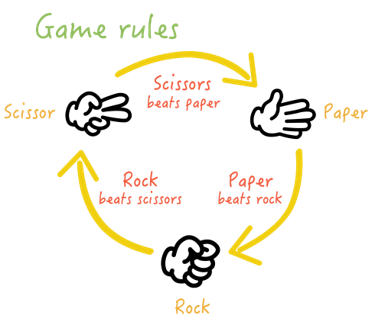 Game rules
Scissors
beats paper
Scissor
Paper
Rock
beats scissors
Paper
beats rock
Rock